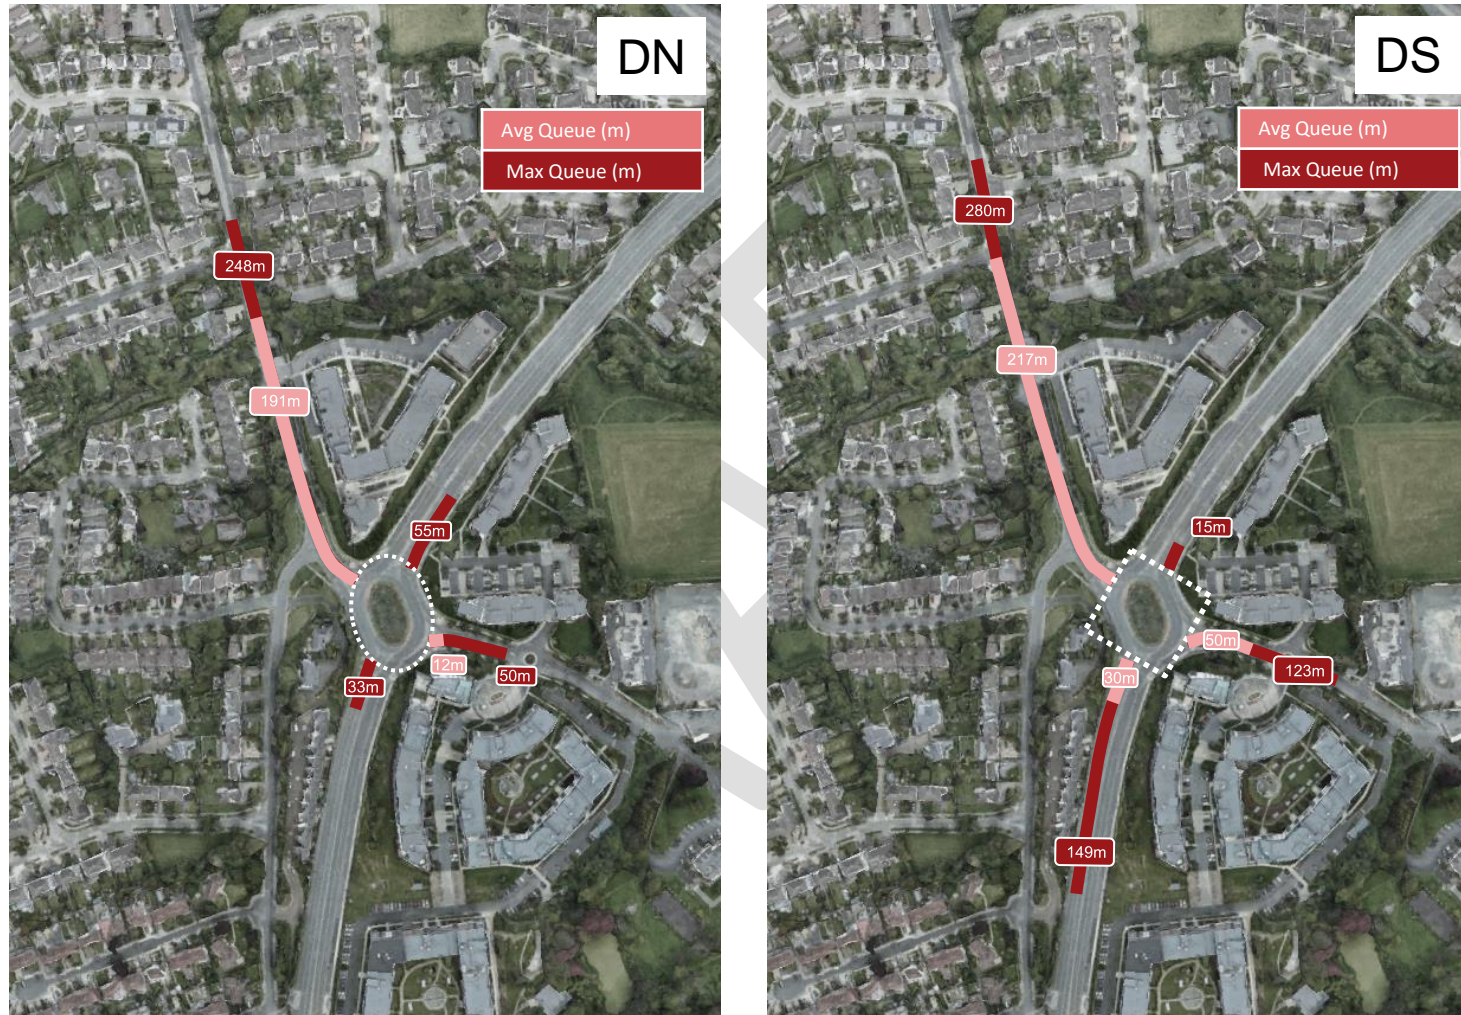 DN
Avg Queue (m)
Max Queue (m)
248m
191m
55m
12m
50m
33m
DS
Avg Queue (m)
Max Queue (m)
280m
217m
15m
50m
123m
30m
149m